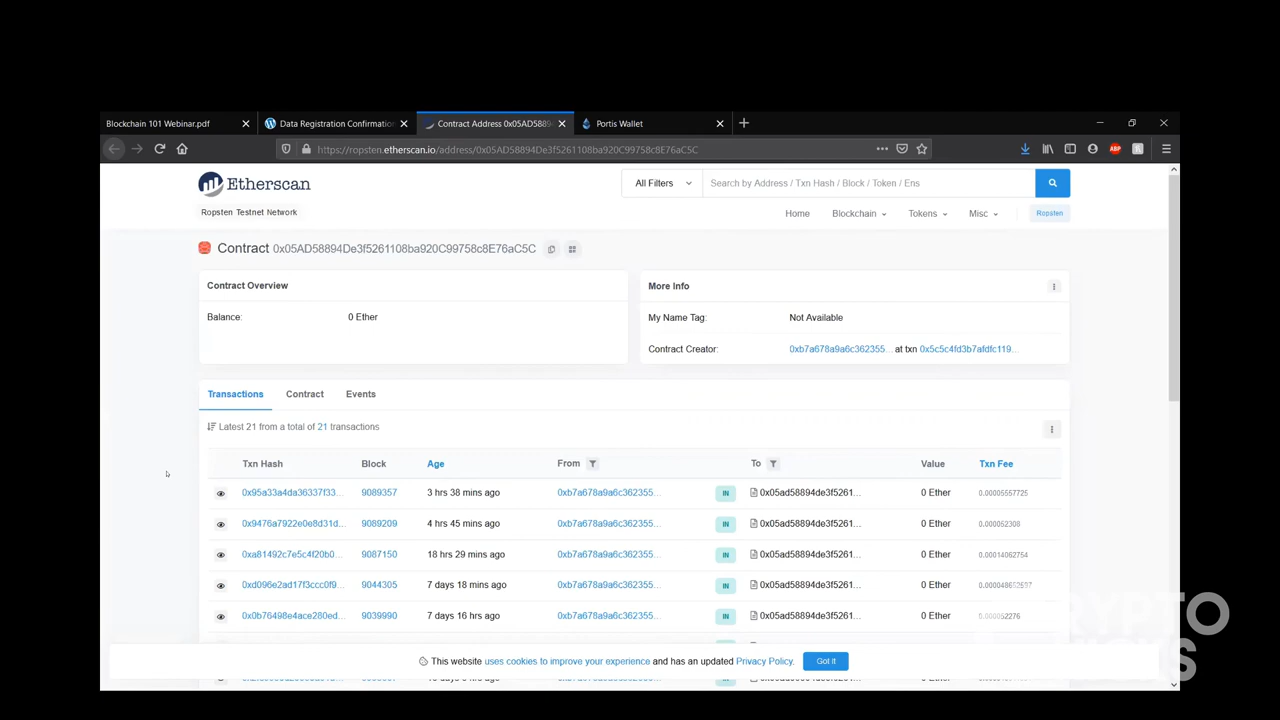 Blockchain 101 Webinar.pdf
Data Registration Confirmation
Contract Address 0x05AD5889
Portis Wallet
https://ropsten.etherscan.io/address/0x05AD58894De3f5261108ba920C99758c8E76aC5C
ABP
Etherscan
All Filters
Search by Address / Txn Hash / Block / Token / Ens
Ropsten Testnet Network
Home
Blockchain
Tokens
Misc
Ropsten
Contract 0x05AD58894De3f5261108ba920C99758c8E76aC5C
Contract Overview
Balance: 0 Ether
More Info
My Name Tag: Not Available
Contract Creator: 0xb7a678a9a6c362355... at txn 0x5c5c4fd3b7afdfc119...
Transactions Contract Events
Latest 21 from a total of 21 transactions
Txn Hash Block Age From To Value Txn Fee
0x95a33a4da36337f33... 9089357 3 hrs 38 mins ago 0xb7a678a9a6c362355... IN 0x05ad58894de3f5261... 0 Ether 0.00005557725
0x9476a7922e0e8d31d... 9089209 4 hrs 45 mins ago 0xb7a678a9a6c362355... IN 0x05ad58894de3f5261... 0 Ether 0.000052308
0xa81492c7e5c4f20b0... 9087150 18 hrs 29 mins ago 0xb7a678a9a6c362355... IN 0x05ad58894de3f5261... 0 Ether 0.00014062754
0xd096e2ad17f3ccc0f9... 9044305 7 days 18 mins ago 0xb7a678a9a6c362355... IN 0x05ad58894de3f5261... 0 Ether
0x0b76498e4ace280ed... 9039990 7 days 16 hrs ago 0xb7a678a9a6c362355... IN 0x05ad58894de3f5261... 0 Ether
This website uses cookies to improve your experience and has an updated Privacy Policy. Got it